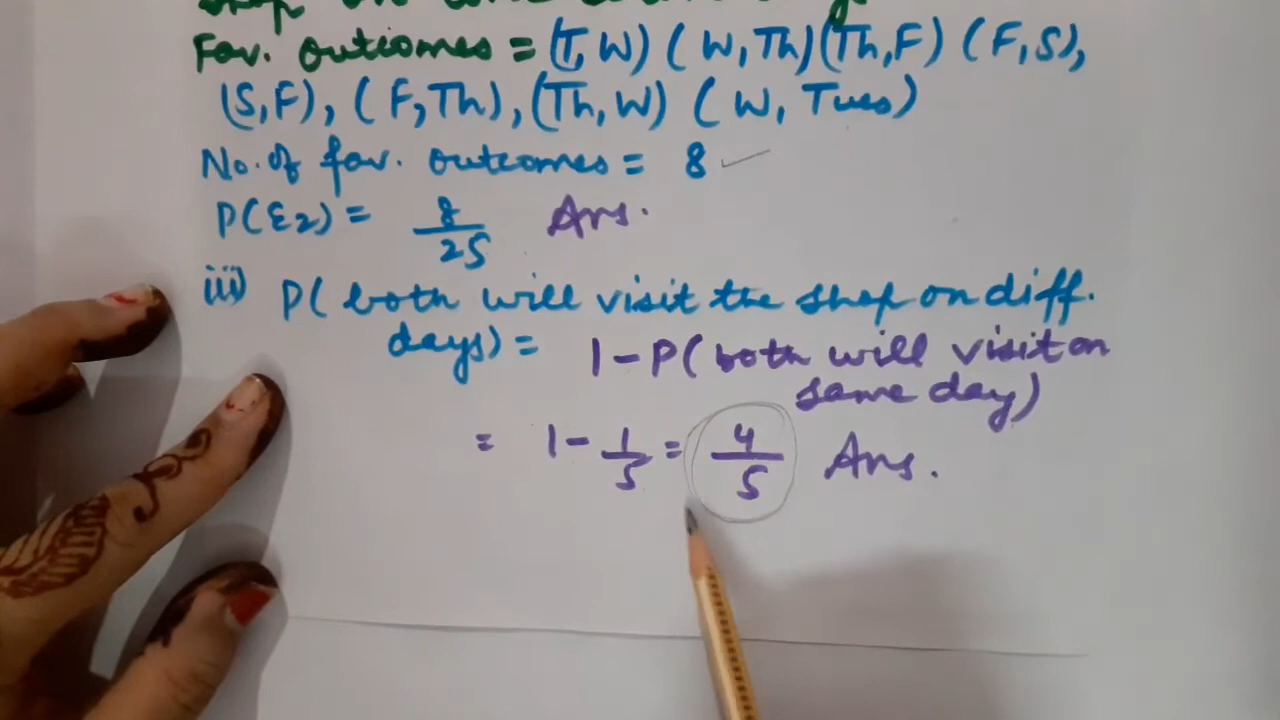 Shop on
Fav. outcomes = (T, W) ( W, Th) (Th, F) ( F, S),
(S, F), ( F, Th), (Th, W) ( W, Tues)
No. of fav. outcomes = 8
P(E2) = 8/25 Ans.
iii) P( both will visit the shop on diff.
days) = 1 - P( both will visit on
same day)
= 1 - 1/5 = 4/5 Ans.